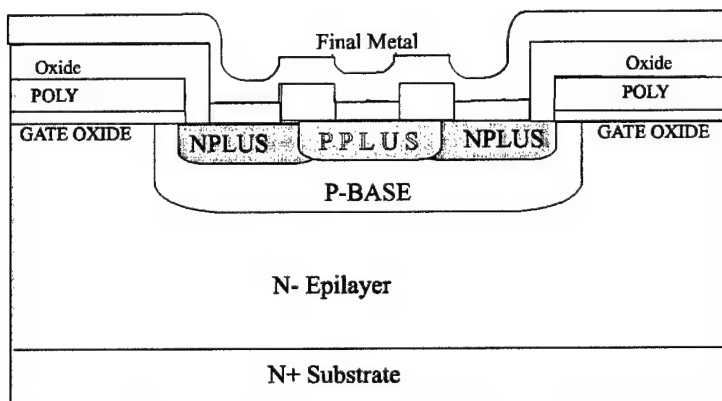 Final Metal
Oxide Oxide
POLY POLY
GATE OXIDE NPLUS PPLUS NPLUS GATE OXIDE
P-BASE
N- Epilayer
N+ Substrate